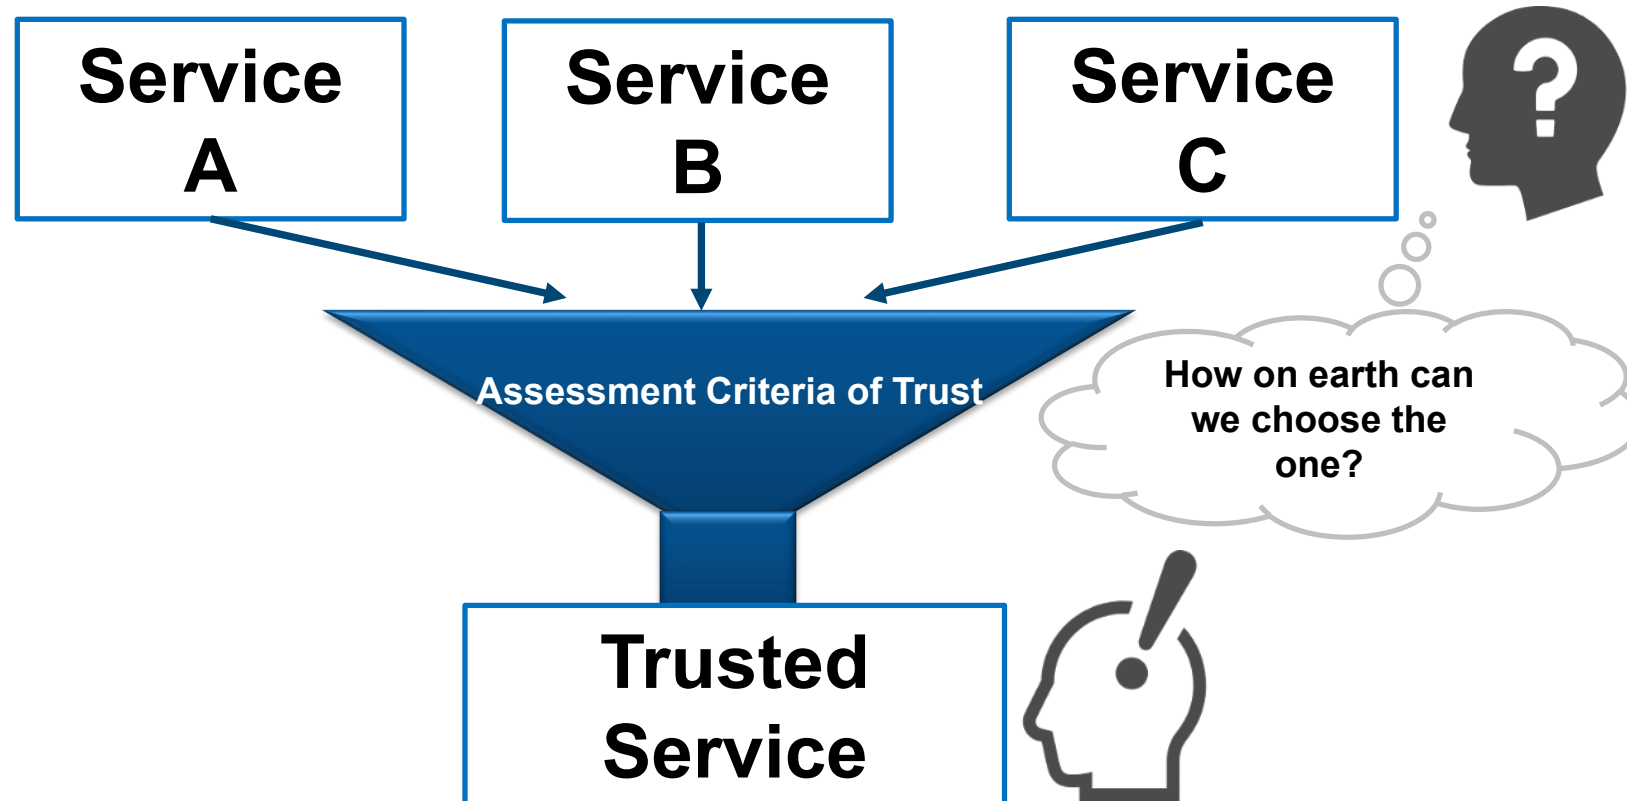 Service
A
Service
B
Service
C
?
Assessment Criteria of Trust
How on earth can
we choose the
one?
Trusted
Service